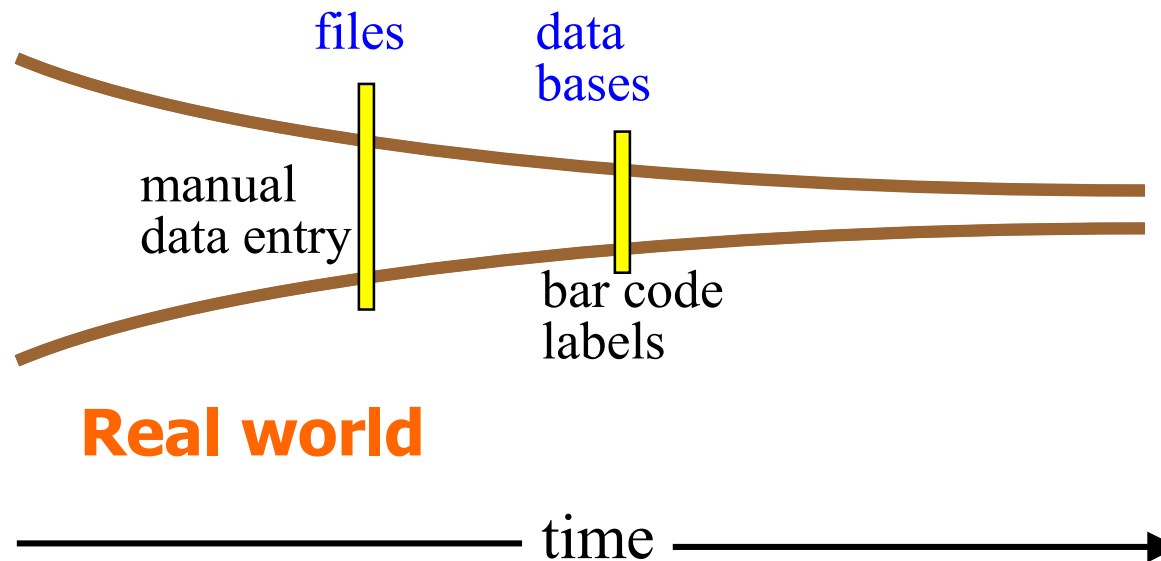 files
data
bases
manual
data entry
bar code
labels
Real world
time